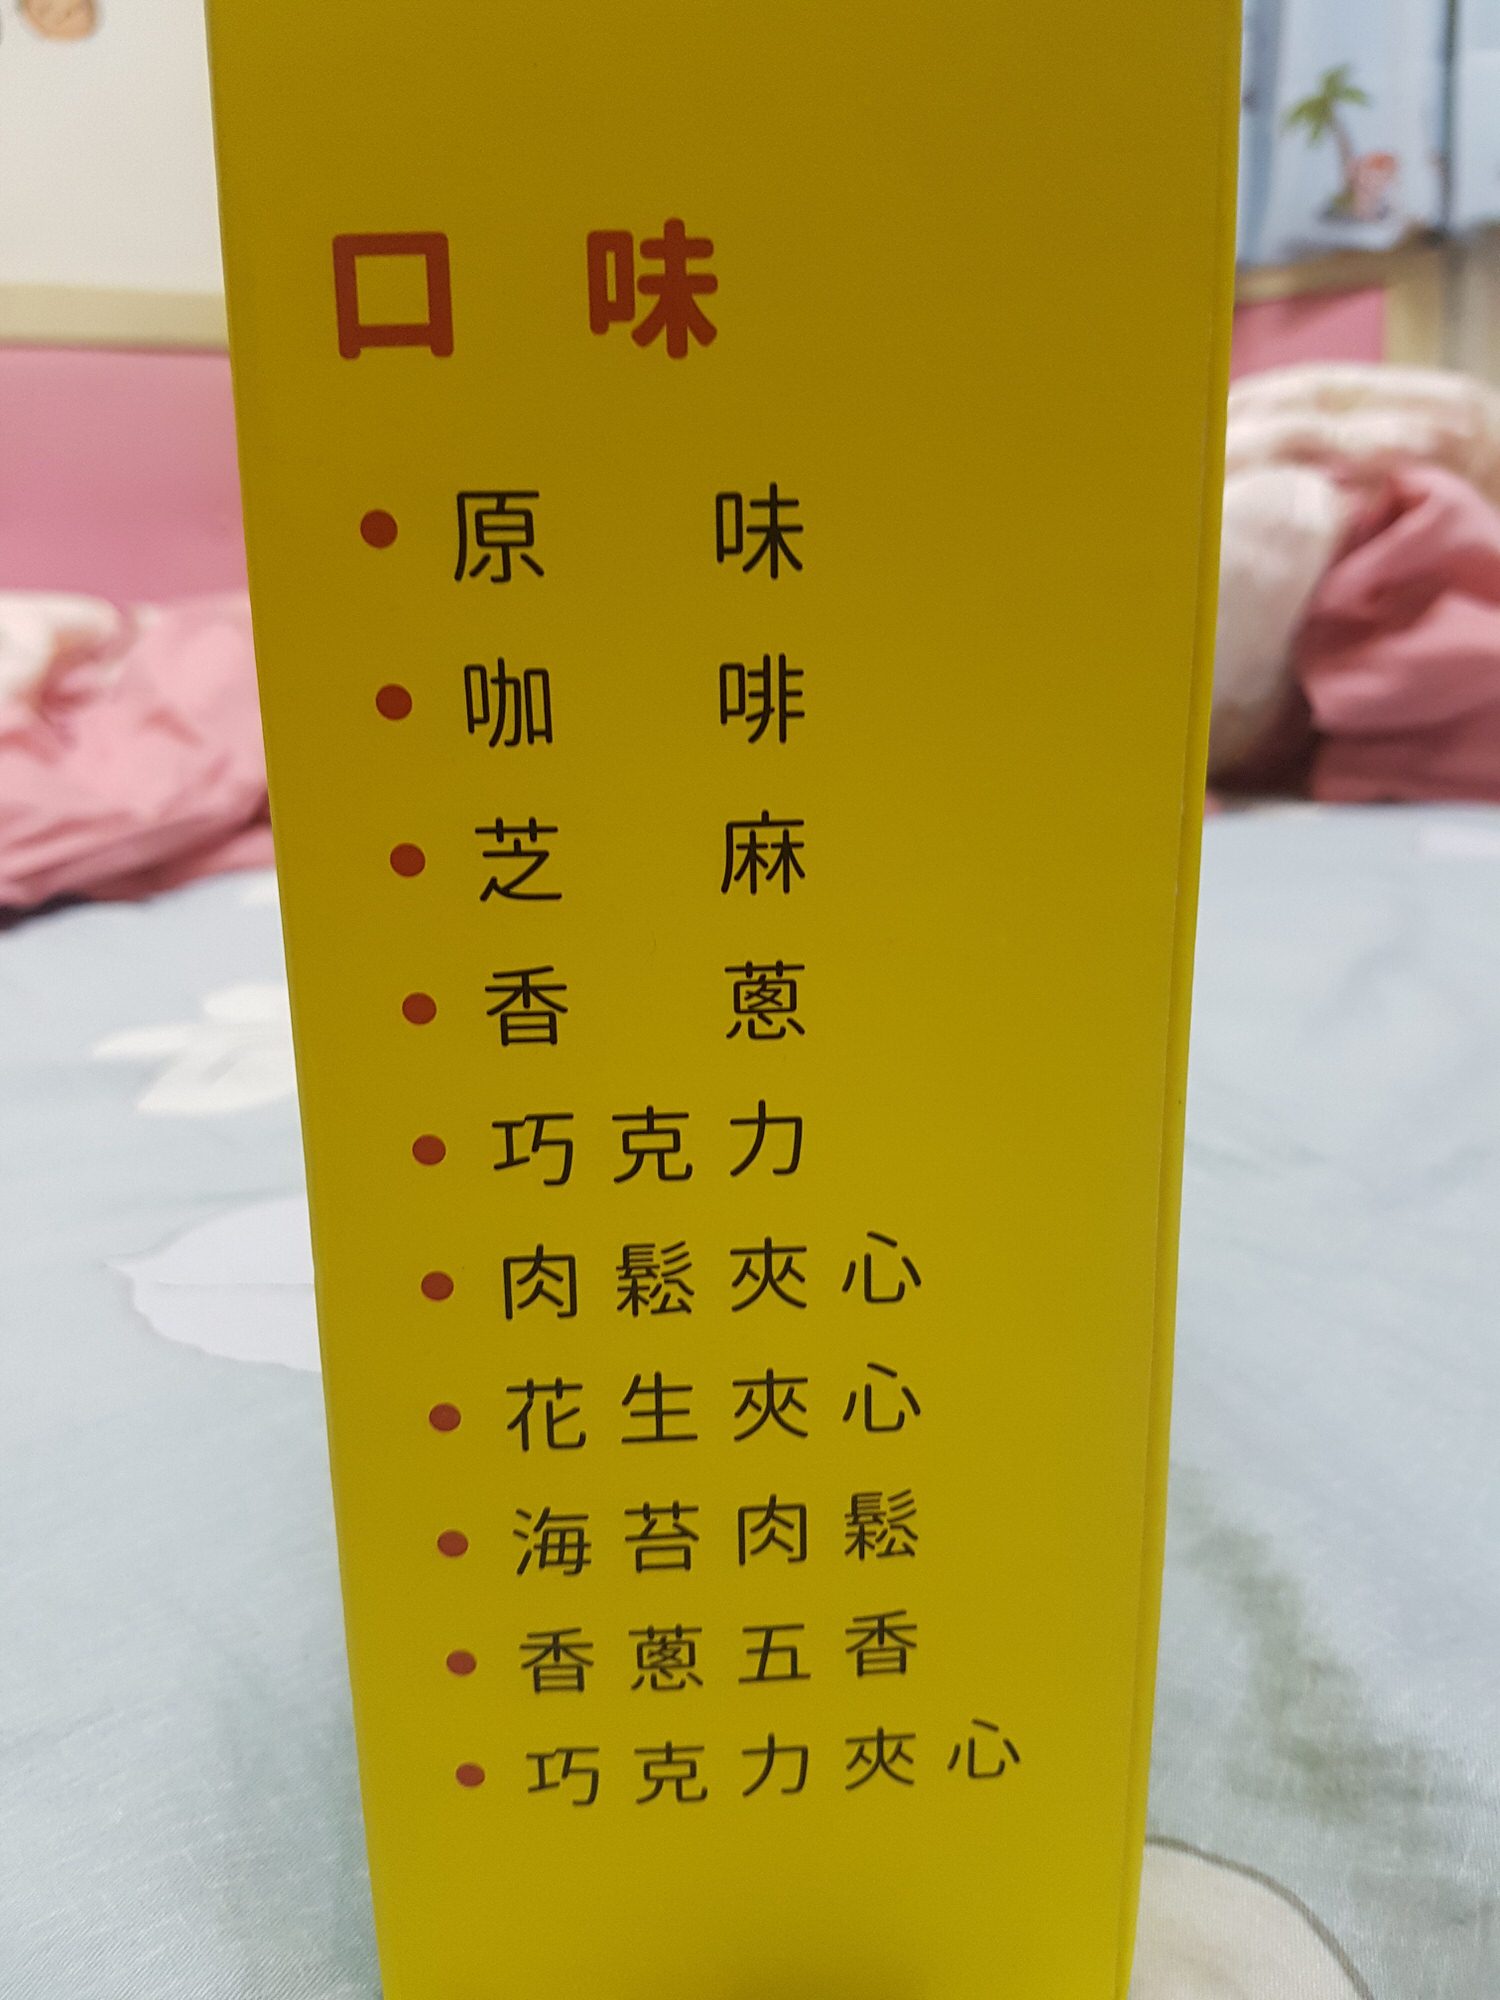 口味
原味
咖啡
芝麻
香蔥
巧克力
肉鬆夾心
花生夾心
海苔肉鬆
香蔥五香
巧克力夾心